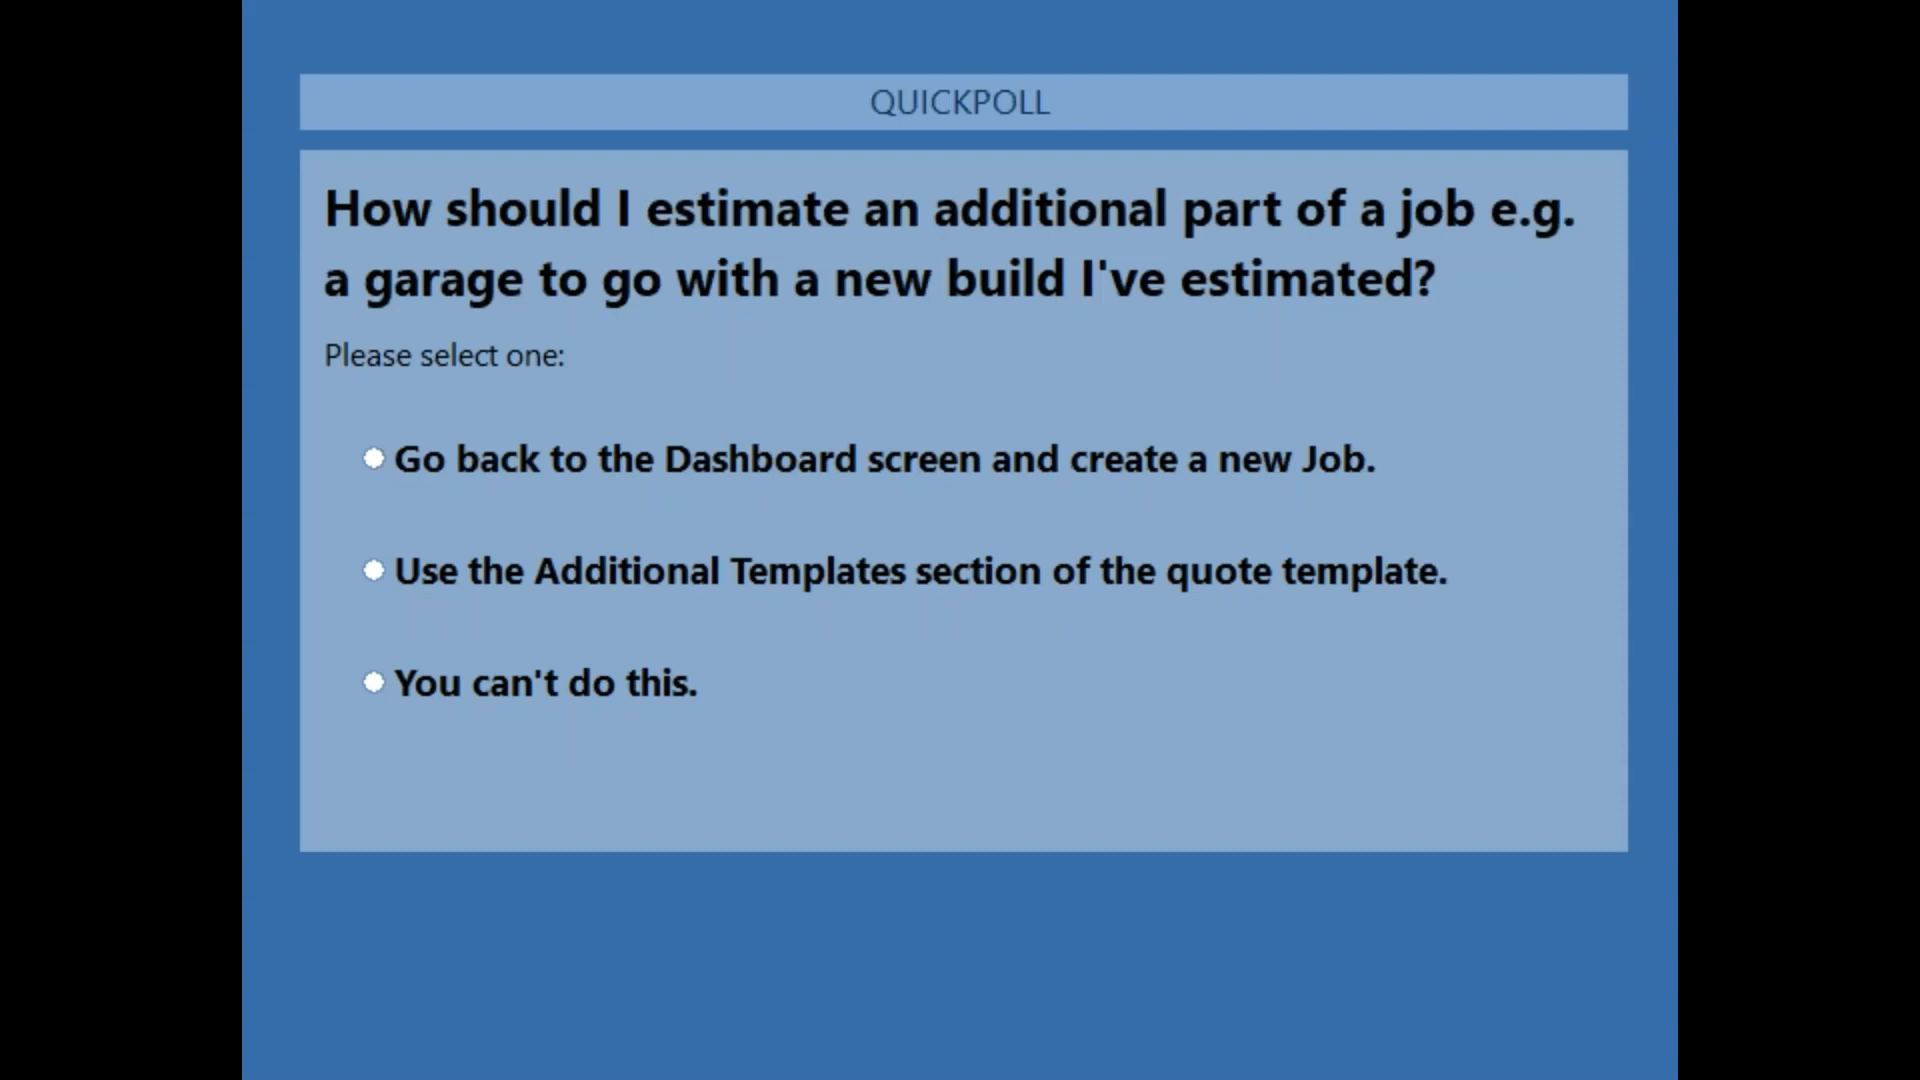 QUICKPOLL
How should I estimate an additional part of a job e.g.
a garage to go with a new build I've estimated?
Please select one:
Go back to the Dashboard screen and create a new Job.
Use the Additional Templates section of the quote template.
You can't do this.